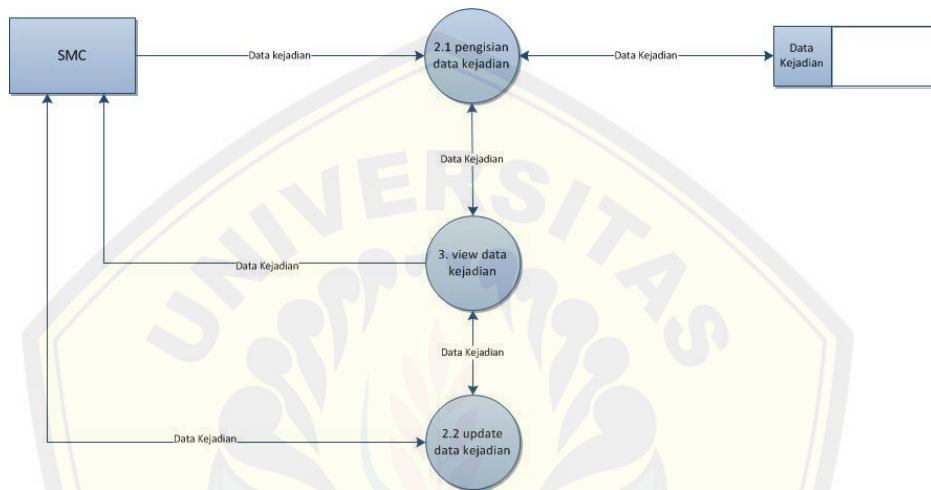 SMC
Data kejadian
2.1 pengisian
data kejadian
Data Kejadian
Data
Kejadian
Data Kejadian
UNIVERSITAS
3. view data
kejadian
Data Kejadian
Data Kejadian
2.2 update
data kejadian
Data Kejadian